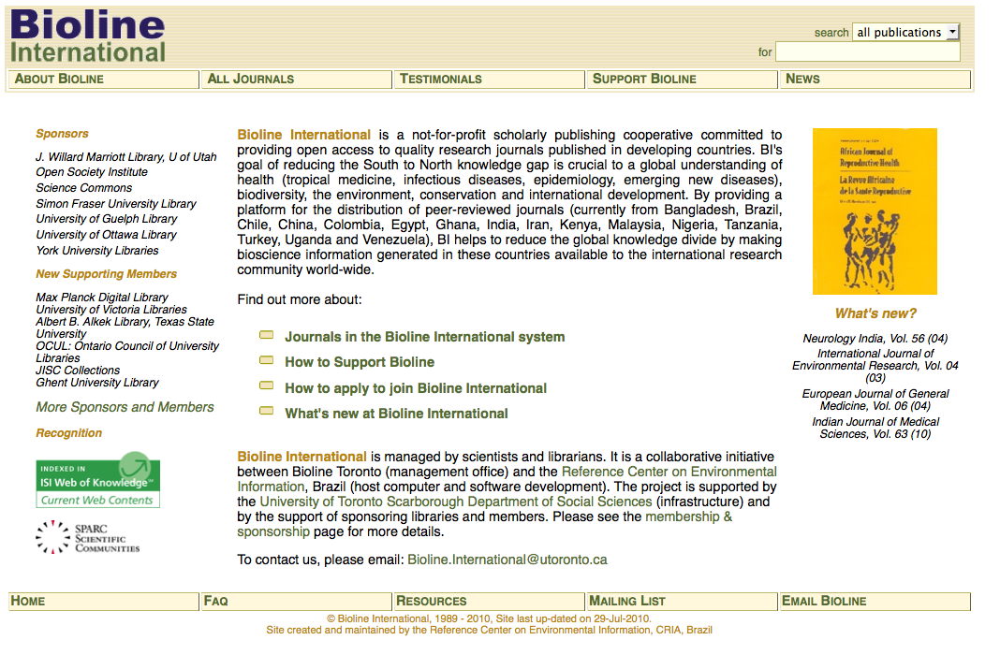 Bioline
International
search all publications
for
ABOUT BIOLINE
ALL JOURNALS
TESTIMONIALS
SUPPORT BIOLINE
NEWS
Sponsors
J. Willard Marriott Library, U of Utah
Open Society Institute
Science Commons
Simon Fraser University Library
University of Guelph Library
University of Ottawa Library
York University Libraries
New Supporting Members
Max Planck Digital Library
University of Victoria Libraries
Albert B. Alkek Library, Texas State
University
OCUL: Ontario Council of University
Libraries
JISC Collections
Ghent University Library
More Sponsors and Members
Recognition
INDEXED IN
ISI Web of Knowledge℠
Current Web Contents
SPARC
SCIENTIFIC
COMMUNITIES
Bioline International is a not-for-profit scholarly publishing cooperative committed to
providing open access to quality research journals published in developing countries. BI's
goal of reducing the South to North knowledge gap is crucial to a global understanding of
health (tropical medicine, infectious diseases, epidemiology, emerging new diseases),
biodiversity, the environment, conservation and international development. By providing a
platform for the distribution of peer-reviewed journals (currently from Bangladesh, Brazil,
Chile, China, Colombia, Egypt, Ghana, India, Iran, Kenya, Malaysia, Nigeria, Tanzania,
Turkey, Uganda and Venezuela), BI helps to reduce the global knowledge divide by making
bioscience information generated in these countries available to the international research
community world-wide.
Find out more about:
Journals in the Bioline International system
How to Support Bioline
How to apply to join Bioline International
What's new at Bioline International
Bioline International is managed by scientists and librarians. It is a collaborative initiative
between Bioline Toronto (management office) and the Reference Center on Environmental
Information, Brazil (host computer and software development). The project is supported by
the University of Toronto Scarborough Department of Social Sciences (infrastructure) and
by the support of sponsoring libraries and members. Please see the membership &
sponsorship page for more details.
To contact us, please email: Bioline.International@utoronto.ca
African Journal of
Reproductive Health
La Revue Africaine
de la Santé Reproductive
What's new?
Neurology India, Vol. 56 (04)
International Journal of
Environmental Research, Vol. 04
(03)
European Journal of General
Medicine, Vol. 06 (04)
Indian Journal of Medical
Sciences, Vol. 63 (10)
HOME
FAQ
RESOURCES
MAILING LIST
EMAIL BIOLINE
© Bioline International, 1989 - 2010, Site last up-dated on 29-Jul-2010.
Site created and maintained by the Reference Center on Environmental Information, CRIA, Brazil